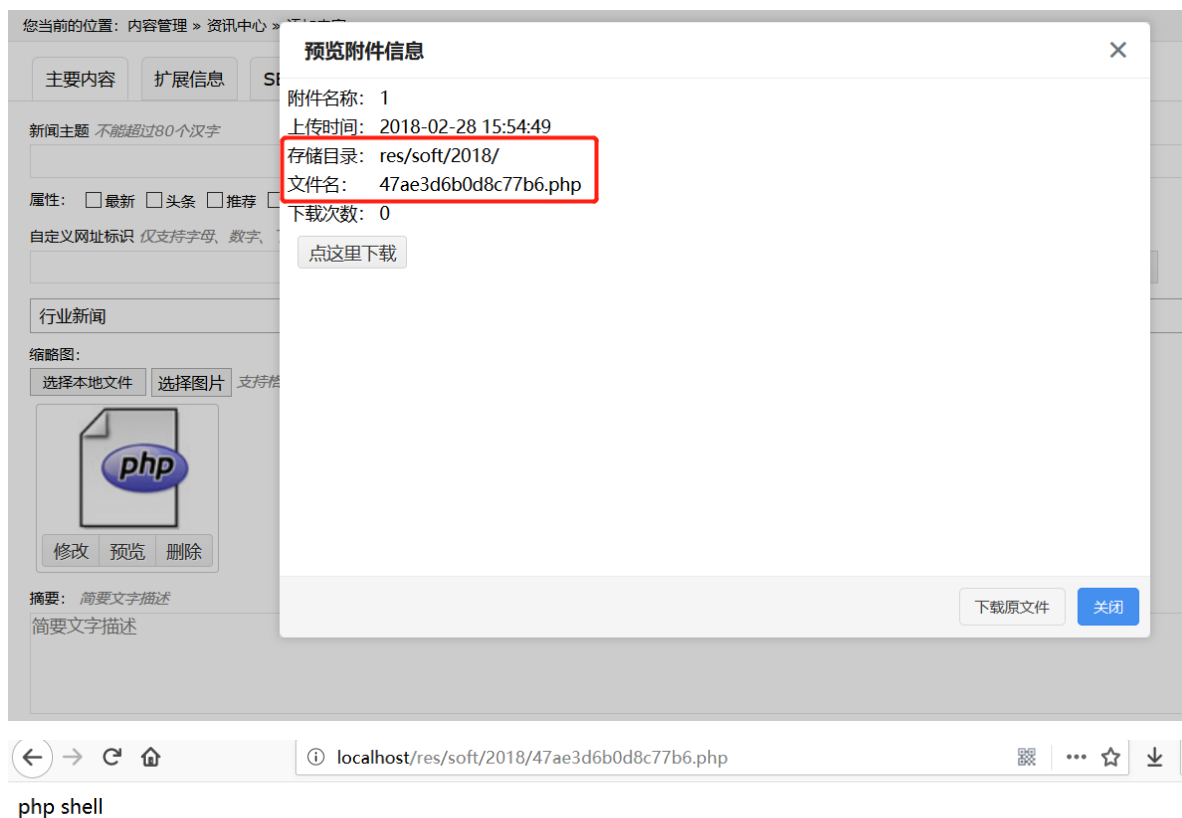 您当前的位置：内容管理 » 资讯中心 »
预览附件信息
主要内容
扩展信息
附件名称： 1
上传时间： 2018-02-28 15:54:49
新闻主题 不能超过80个汉字
存储目录： res/soft/2018/
文件名： 47ae3d6b0d8c77b6.php
属性： 最新 头条 推荐
下载次数： 0
自定义网址标识 仅支持字母、数字、
点这里下载
行业新闻
缩略图：
选择本地文件 选择图片 支持
php
修改 预览 删除
摘要： 简要文字描述
简要文字描述
下载原文件
关闭
localhost/res/soft/2018/47ae3d6b0d8c77b6.php
php shell